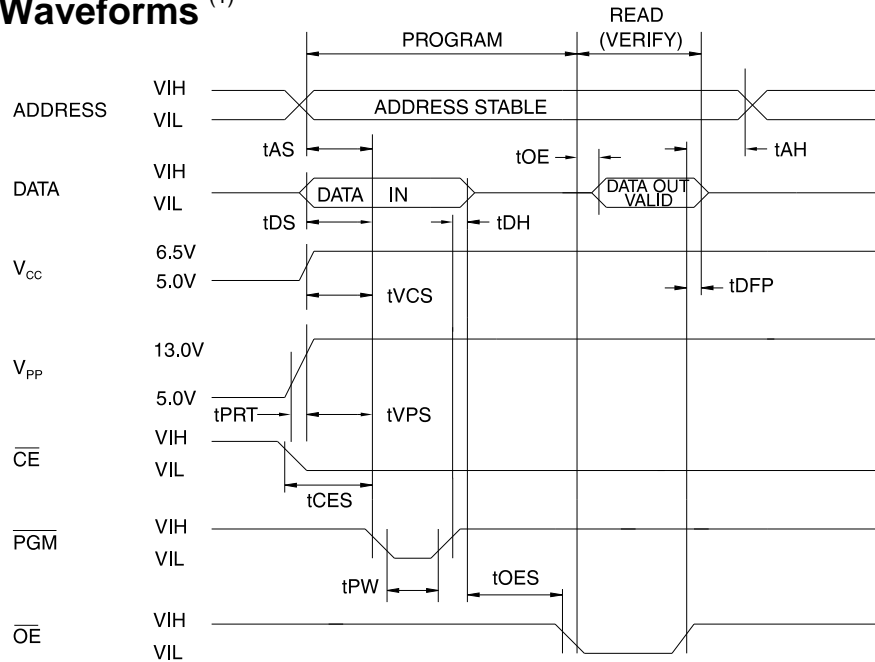 Waveforms (1)
READ
PROGRAM (VERIFY)
ADDRESS VIH VIL ADDRESS STABLE
tAS tOE tAH
DATA VIH VIL DATA IN DATA OUT VALID
tDS tDH
VCC 6.5V 5.0V
tVCS tDFP
VPP 13.0V 5.0V
tPRT tVPS
CE VIH VIL
tCES
PGM VIH VIL
tPW tOES
OE VIH VIL